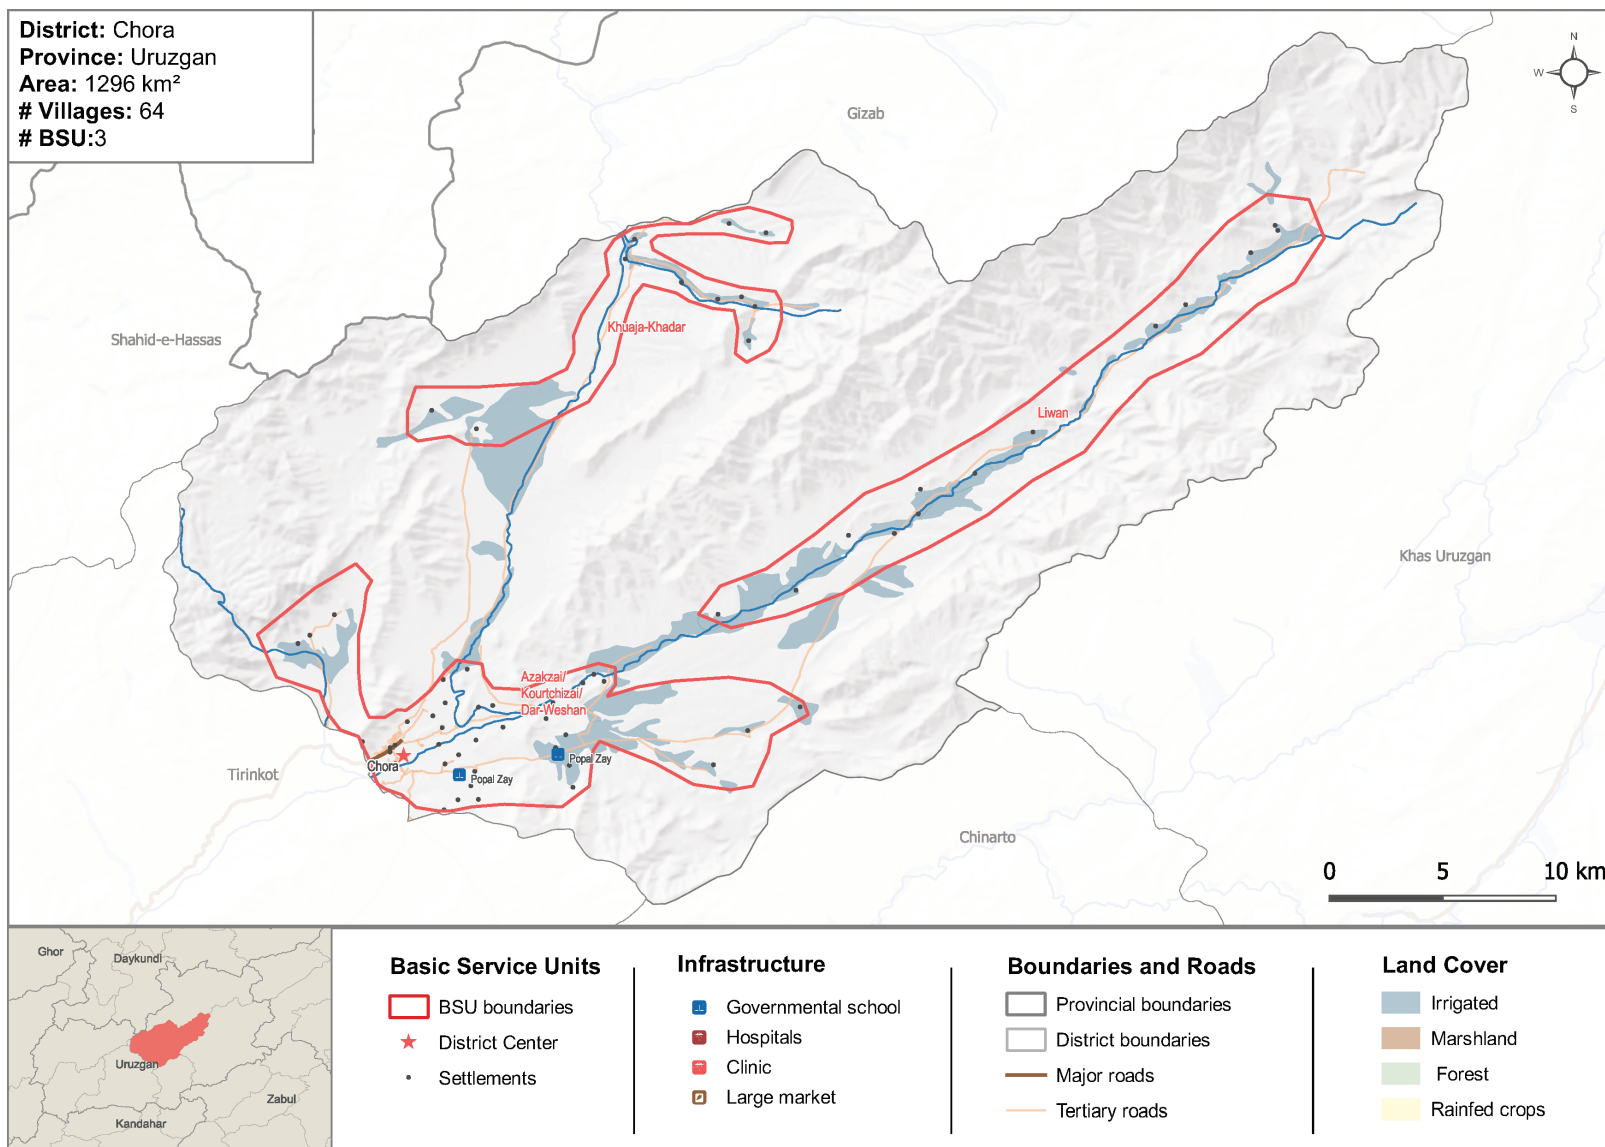 District: Chora
Province: Uruzgan
Area: 1296 km²
# Villages: 64
# BSU:3
N
W
S
Gizab
Shahid-e-Hassas
Khuaja-Khadar
Liwan
Khas Uruzgan
Azakzai/
Kourtchizai/
Dar-Weshan
Chora
Popal Zay
Popal Zay
Tirinkot
Chinarto
0 5 10 km
Ghor
Daykundi
Uruzgan
Zabul
Kandahar
Basic Service Units
BSU boundaries
District Center
Settlements
Infrastructure
Governmental school
Hospitals
Clinic
Large market
Boundaries and Roads
Provincial boundaries
District boundaries
Major roads
Tertiary roads
Land Cover
Irrigated
Marshland
Forest
Rainfed crops